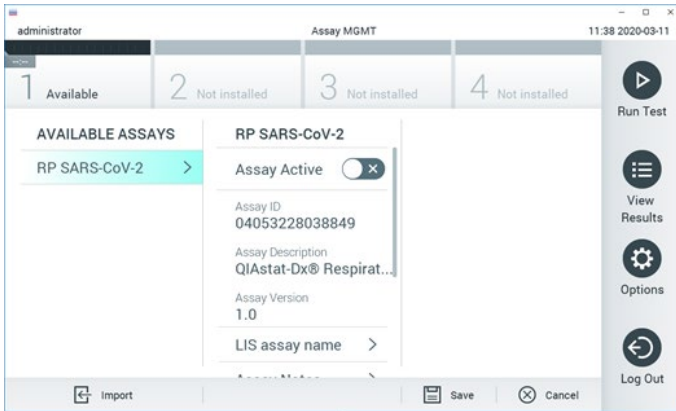 administrator Assay MGMT 11:38 2020-03-11
1 Available 2 Not installed 3 Not installed 4 Not installed
Run Test
AVAILABLE ASSAYS RP SARS-CoV-2
RP SARS-CoV-2 Assay Active
View
Results
Assay ID
04053228038849
Assay Description
QIAstat-Dx® Respirat...
Options
Assay Version
1.0
LIS assay name
Log Out
Import Save Cancel